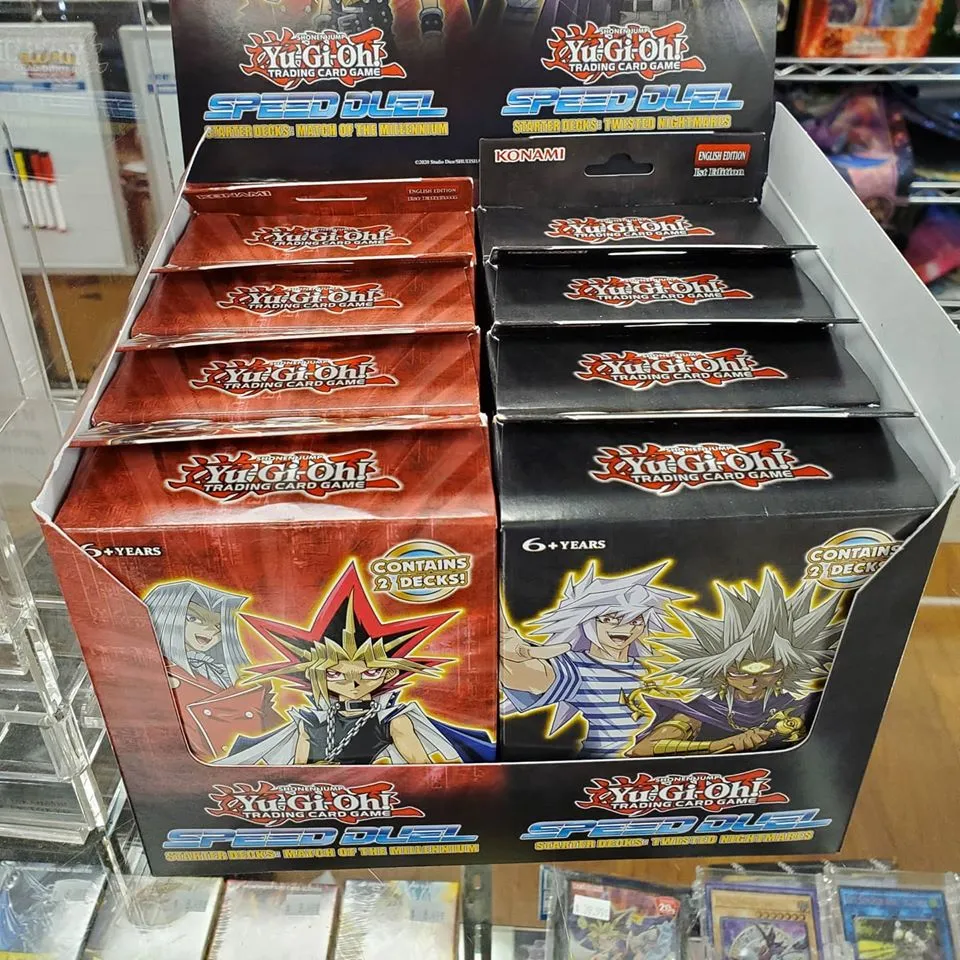 SHONEN JUMP
Yu-Gi-Oh!
TRADING CARD GAME
SPEED DUEL
STARTER DECKS: MATCH OF THE MILLENNIUM
SHONEN JUMP
Yu-Gi-Oh!
TRADING CARD GAME
SPEED DUEL
STARTER DECKS: TWISTED NIGHTMARES
KONAMI
ENGLISH EDITION
1st Edition
KONAMI
ENGLISH EDITION
1st Edition
Yu-Gi-Oh!
TRADING CARD GAME
Yu-Gi-Oh!
TRADING CARD GAME
Yu-Gi-Oh!
TRADING CARD GAME
Yu-Gi-Oh!
TRADING CARD GAME
SHONEN JUMP
Yu-Gi-Oh!
TRADING CARD GAME
SHONEN JUMP
Yu-Gi-Oh!
TRADING CARD GAME
SHONEN JUMP
Yu-Gi-Oh!
TRADING CARD GAME
6+ YEARS
CONTAINS
2 DECKS!
SHONEN JUMP
Yu-Gi-Oh!
TRADING CARD GAME
6+ YEARS
CONTAINS
2 DECKS
SHONEN JUMP
Yu-Gi-Oh!
TRADING CARD GAME
SPEED DUEL
STARTER DECKS: MATCH OF THE MILLENNIUM
SHONEN JUMP
Yu-Gi-Oh!
TRADING CARD GAME
SPEED DUEL
STARTER DECKS: TWISTED NIGHTMARES